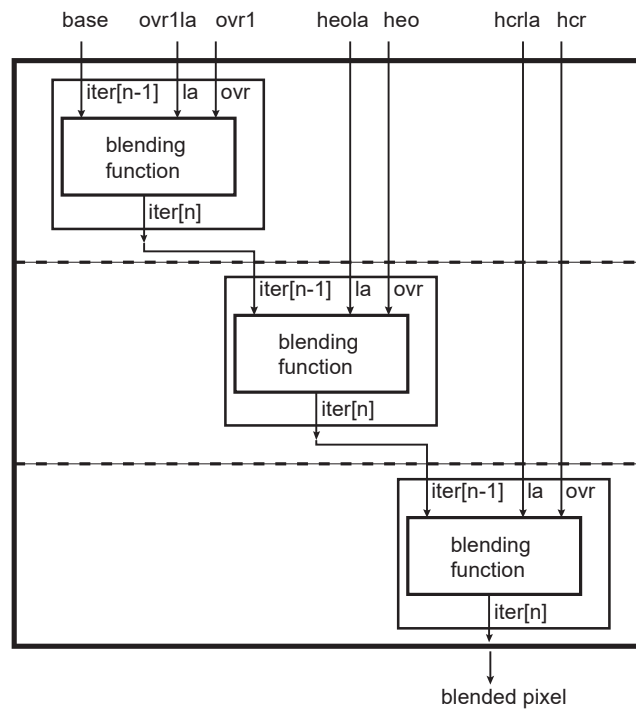 base ovr1la ovr1 heola heo hcrla hcr
iter[n-1] la ovr
blending
function
iter[n]
iter[n-1] la ovr
blending
function
iter[n]
iter[n-1] la ovr
blending
function
iter[n]
blended pixel